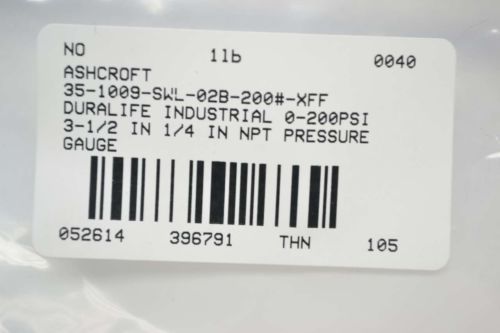 NO 1lb 0040
ASHCROFT
35-1009-SWL-02B-200#-XFF
DURALIFE INDUSTRIAL 0-200PSI
3-1/2 IN 1/4 IN NPT PRESSURE
GAUGE
052614 396791 THN 105